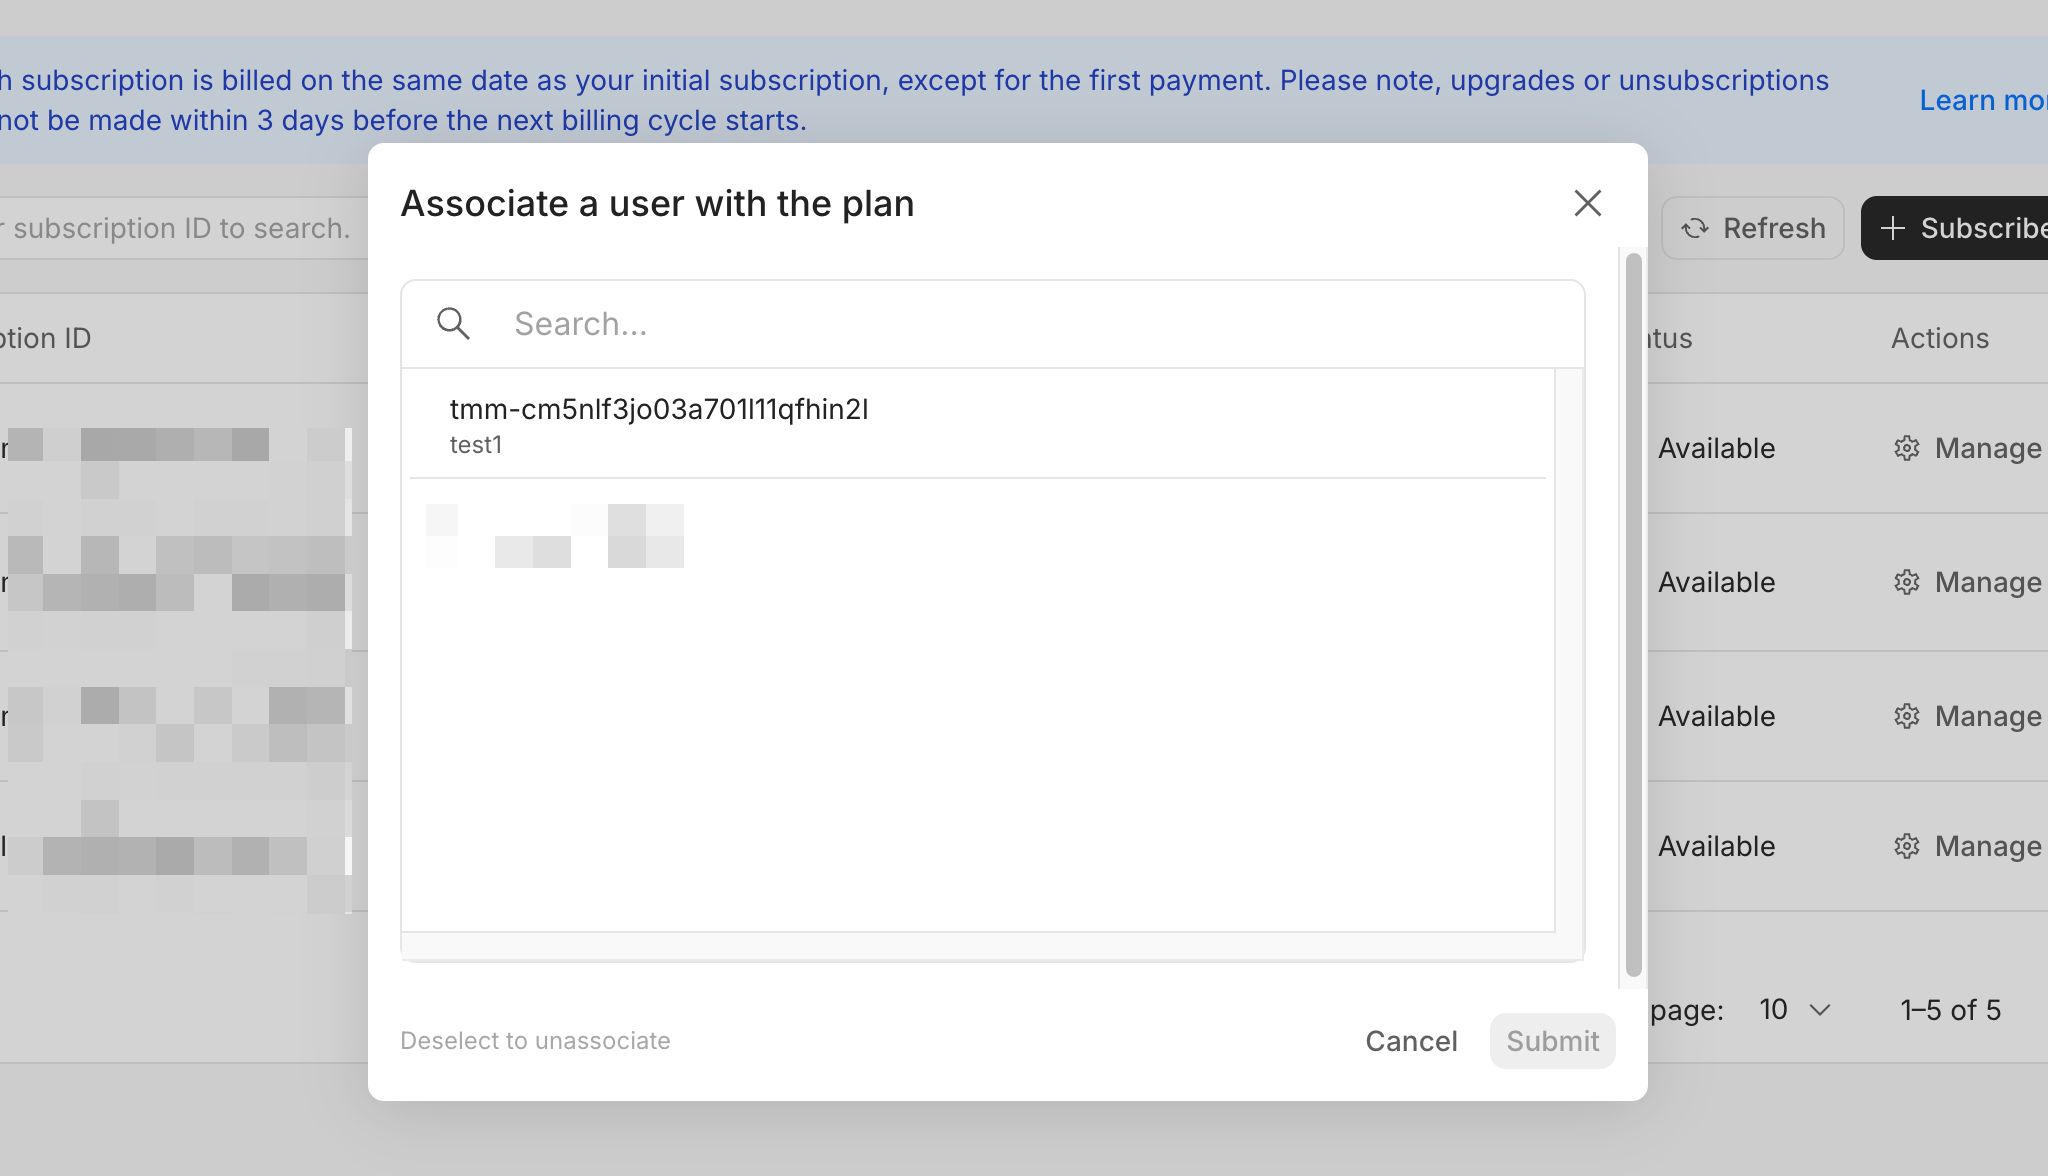 h subscription is billed on the same date as your initial subscription, except for the first payment. Please note, upgrades or unsubscriptions
not be made within 3 days before the next billing cycle starts.
Learn mor
Associate a user with the plan
r subscription ID to search.
Refresh
Subscribe
Search...
ption ID
atus
Actions
tmm-cm5nlf3jo03a701l11qfhin2l
test1
Available
Manage
Available
Manage
Available
Manage
Available
Manage
page:
10
1–5 of 5
Deselect to unassociate
Cancel
Submit